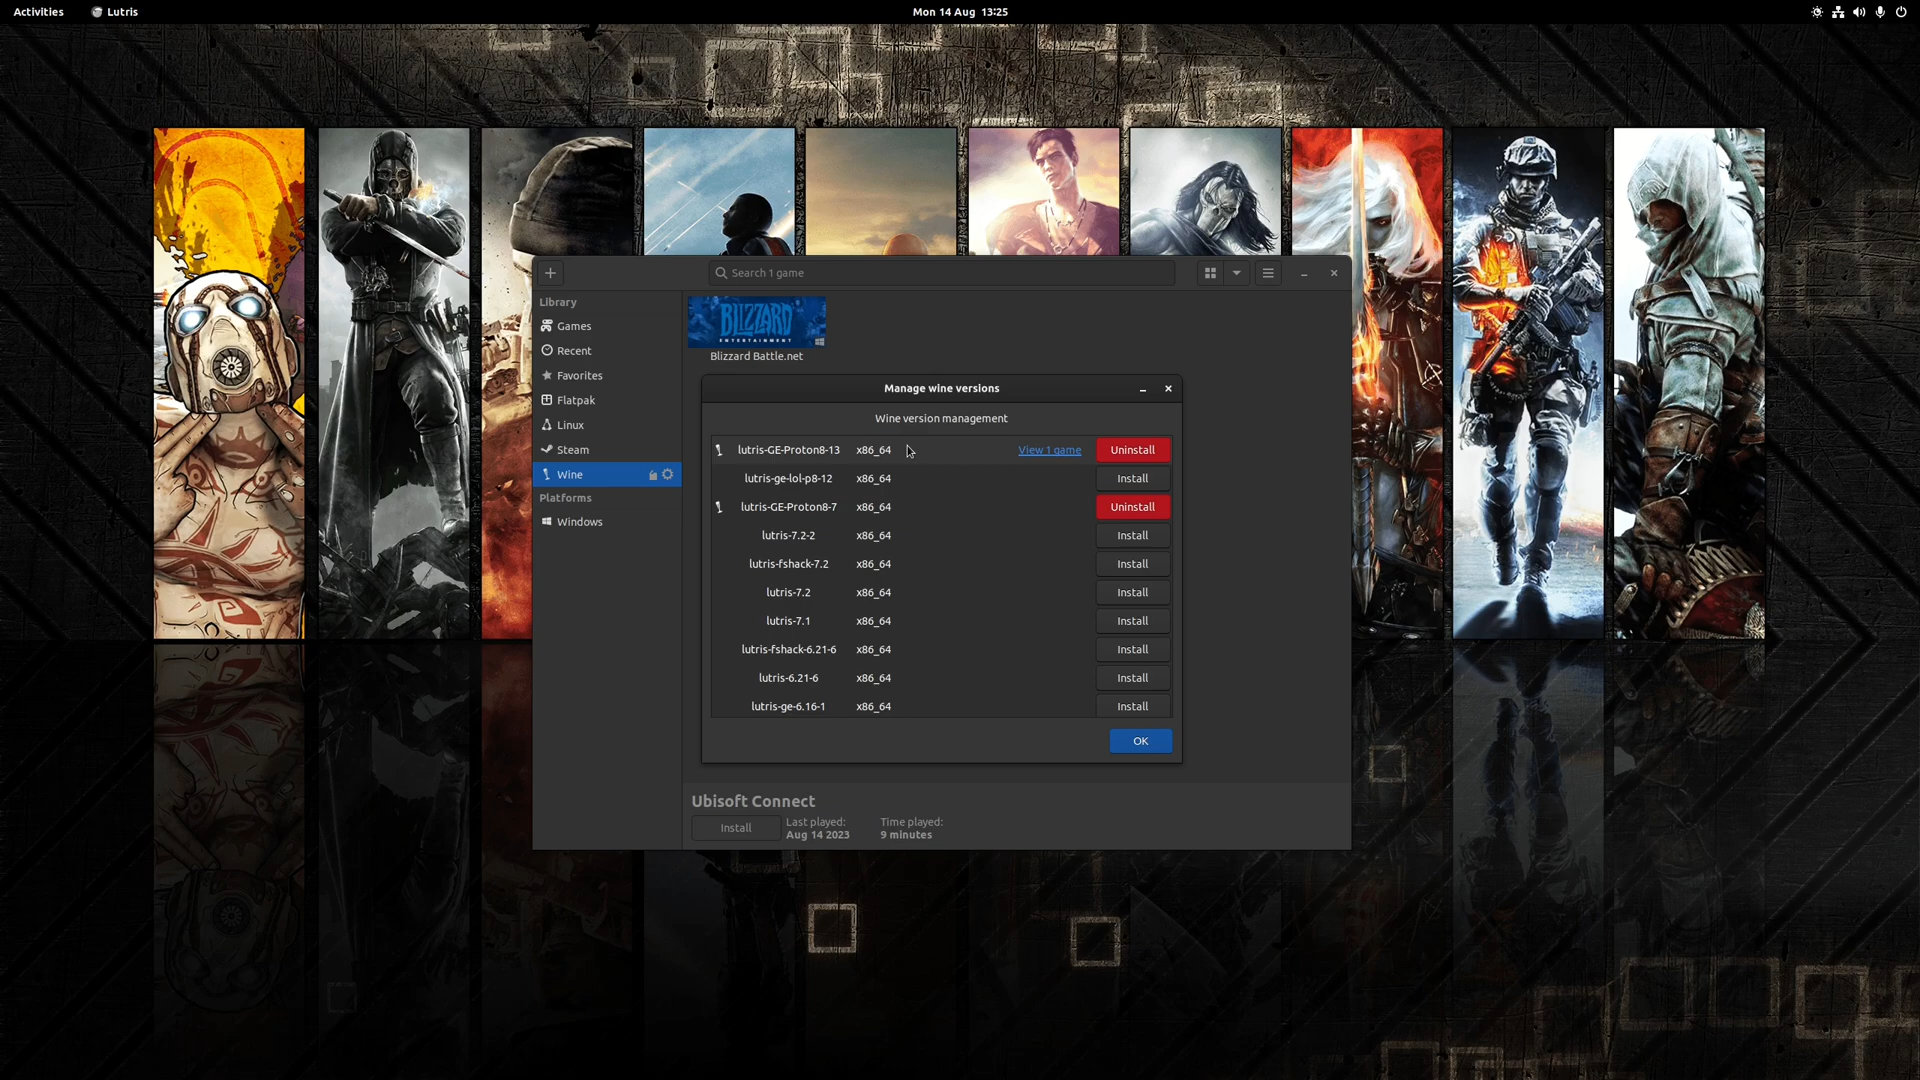 Activities Lutris Mon 14 Aug 13:25
Search 1 game
Library
Games
Recent
Favorites
Flatpak
Linux
Steam
Wine
Platforms
Windows
BLIZZARD
ENTERTAINMENT
Blizzard Battle.net
Manage wine versions
Wine version management
lutris-GE-Proton8-13 x86_64 View 1 game Uninstall
lutris-ge-lol-p8-12 x86_64 Install
lutris-GE-Proton8-7 x86_64 Uninstall
lutris-7.2-2 x86_64 Install
lutris-fshack-7.2 x86_64 Install
lutris-7.2 x86_64 Install
lutris-7.1 x86_64 Install
lutris-fshack-6.21-6 x86_64 Install
lutris-6.21-6 x86_64 Install
lutris-ge-6.16-1 x86_64 Install
OK
Ubisoft Connect
Install
Last played:
Aug 14 2023
Time played:
9 minutes